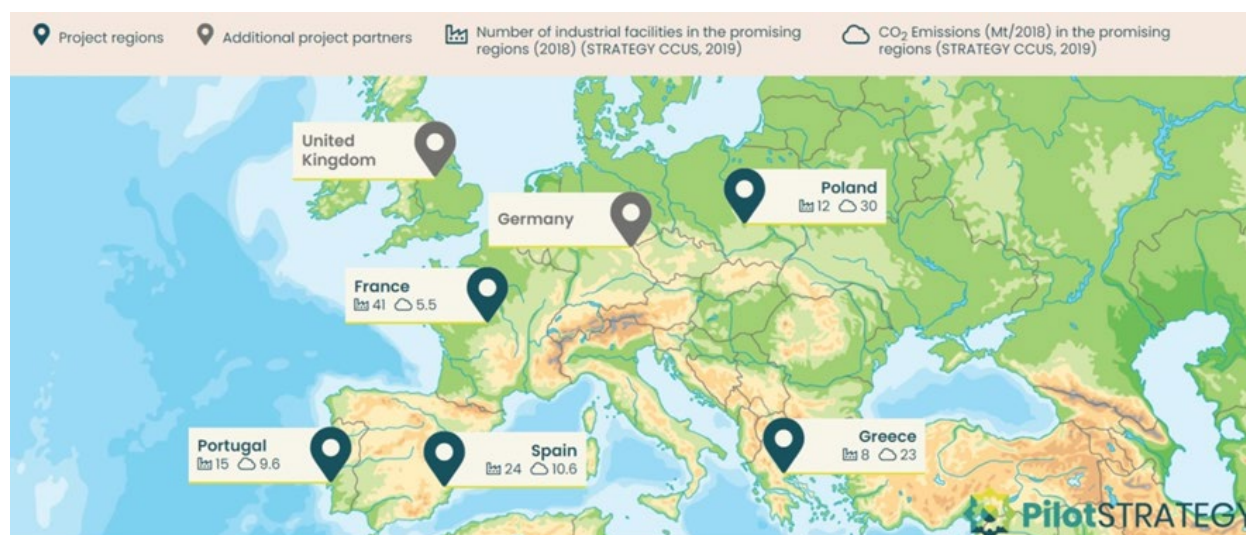 Project regions
Additional project partners
Number of industrial facilities in the promising
regions (2018) (STRATEGY CCUS, 2019)
CO₂ Emissions (Mt/2018) in the promising
regions (STRATEGY CCUS, 2019)
United
Kingdom
Poland
12 30
Germany
France
41 5.5
Portugal
15 9.6
Spain
24 10.6
Greece
8 23
PilotSTRATEGY